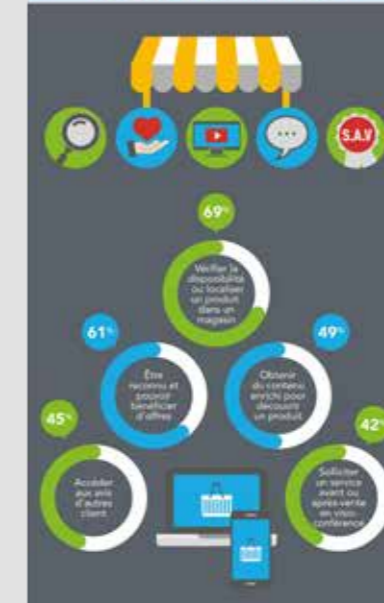 S.A.V
69%
Vérifier la
disponibilité
ou localiser
un produit
dans un
magasin
61%
Être
reconnu et
pouvoir
bénéficier
d'offres
49%
Obtenir
du contenu
enrichi pour
découvrir
un produit
45%
Accéder
aux avis
d'autres
client
42%
Solliciter
un service
avant ou
après-vente
en visio-
conférence